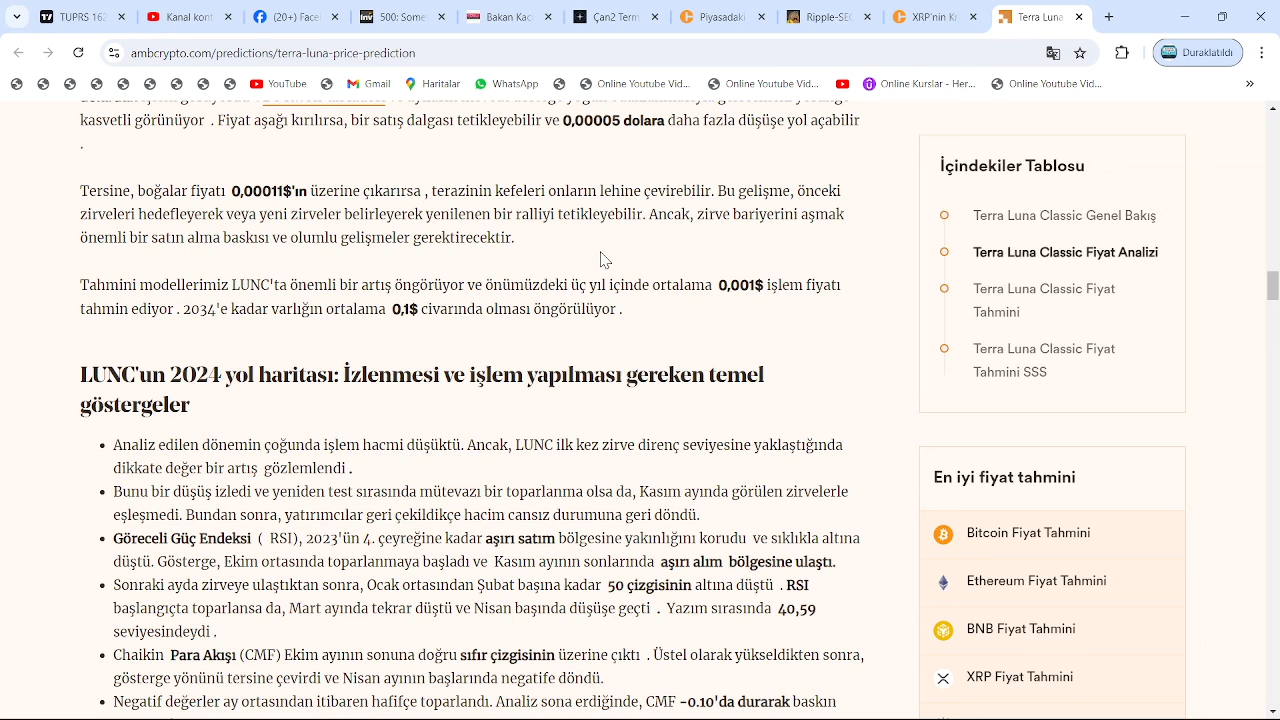 TUPRS 162
Kanal kont
(20+
500: Some
Bakan Kac
Çan2 Term
Piyasadak
Ripple-SE
XRP'nin K
Terra Luna
ambcrypto.com/predictions/terra-luna-price-prediction
Duraklatıldı
YouTube
Gmail
Haritalar
WhatsApp
Online Youtube Vid...
Online Youtube Vid...
Online Kurslar - Her...
Online Youtube Vid...
kasvetli görünüyor . Fiyat aşağı kırılırsa, bir satış dalgası tetikleyebilir ve 0,00005 dolara daha fazla düşüşe yol açabilir
.
Tersine, boğalar fiyatı 0,00011$'ın üzerine çıkarırsa , terazinin kefeleri onların lehine çevirebilir. Bu gelişme, önceki
zirveleri hedefleyerek veya yeni zirveler belirleyerek yenilenen bir ralliyi tetikleyebilir. Ancak, zirve bariyerini aşmak
önemli bir satın alma baskısı ve olumlu gelişmeler gerektirecektir.
Tahmini modellerimiz LUNC'ta önemli bir artış öngörüyor ve önümüzdeki üç yıl içinde ortalama 0,001$ işlem fiyatı
tahmin ediyor . 2034'e kadar varlığın ortalama 0,1$ civarında olması öngörülüyor .
LUNC'un 2024 yol haritası: İzlenmesi ve işlem yapılması gereken temel
göstergeler
• Analiz edilen dönemin çoğunda işlem hacmi düşüktü. Ancak, LUNC ilk kez zirve direnç seviyesine yaklaştığında
dikkate değer bir artış gözlemlendi .
• Bunu bir düşüş izledi ve yeniden test sırasında mütevazı bir toparlanma olsa da, Kasım ayında görülen zirvelerle
eşleşmedi. Bundan sonra, yatırımcılar geri çekildikçe hacim cansız durumuna geri döndü.
• Göreceli Güç Endeksi ( RSI), 2023'ün 4. çeyreğine kadar aşırı satım bölgesine yakınlığını korudu ve sıklıkla altına
düştü. Gösterge, Ekim ortasında toparlanmaya başladı ve Kasım ayının sonlarında aşırı alım bölgesine ulaştı.
• Sonraki ayda zirveye ulaştıktan sonra, Ocak ortasından Şubat başına kadar 50 çizgisinin altına düştü . RSI
başlangıçta toparlansa da, Mart ayında tekrar düştü ve Nisan başında düşüşe geçti . Yazım sırasında 40,59
seviyesindeydi .
• Chaikin Para Akışı (CMF) Ekim ayının sonuna doğru sıfır çizgisinin üzerine çıktı . Üstel olarak yükseldikten sonra,
gösterge yönünü tersine çevirdi ve Nisan ayının başlarında negatife döndü.
• Negatif değerler ay ortasından itibaren hafifçe toparlandı. Analiz sona erdiğinde, CMF -0.10'da durarak baskın
İçindekiler Tablosu
Terra Luna Classic Genel Bakış
Terra Luna Classic Fiyat Analizi
Terra Luna Classic Fiyat
Tahmini
Terra Luna Classic Fiyat
Tahmini SSS
En iyi fiyat tahmini
Bitcoin Fiyat Tahmini
Ethereum Fiyat Tahmini
BNB Fiyat Tahmini
XRP Fiyat Tahmini